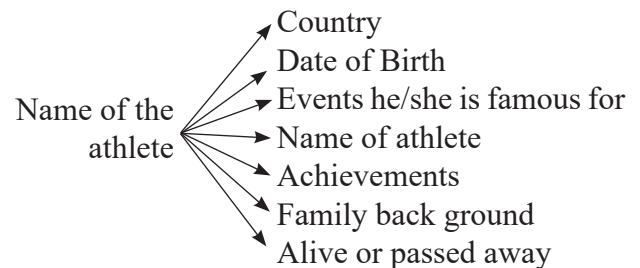 Country
Date of Birth
Events he/she is famous for
Name of the
athlete
Name of athlete
Achievements
Family back ground
Alive or passed away